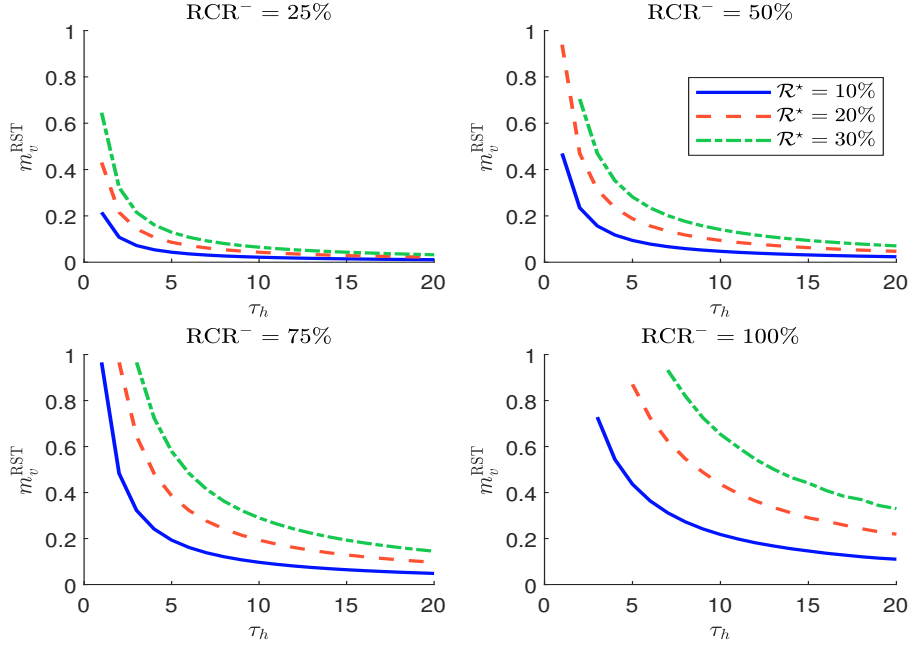 RCR⁻ = 25%
RCR⁻ = 50%
1
0.8
0.6
0.4
0.2
0
m_v^RST
0 5 10 15 20
τ_h
1
0.8
0.6
0.4
0.2
0
m_v^RST
0 5 10 15 20
τ_h
ℛ⋆ = 10%
ℛ⋆ = 20%
ℛ⋆ = 30%
RCR⁻ = 75%
RCR⁻ = 100%
1
0.8
0.6
0.4
0.2
0
m_v^RST
0 5 10 15 20
τ_h
1
0.8
0.6
0.4
0.2
0
m_v^RST
0 5 10 15 20
τ_h